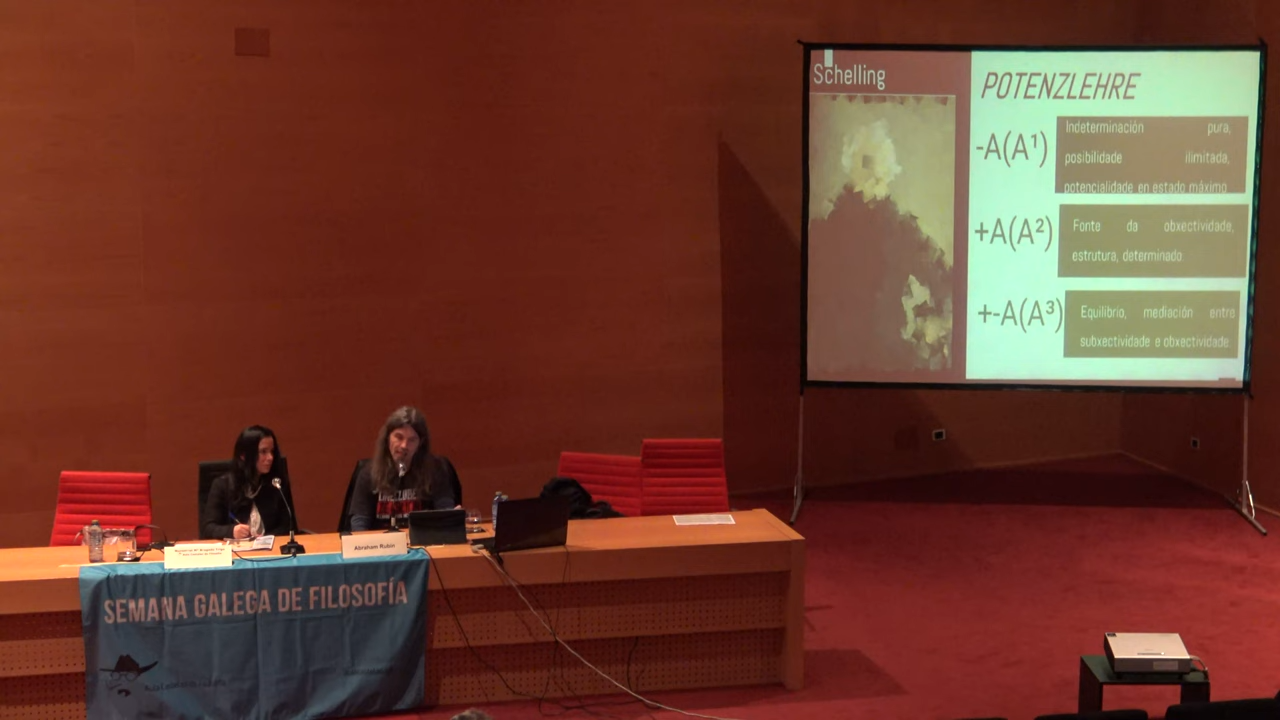 Schelling
POTENZLEHRE
-A(A¹)
Indeterminación pura,
posibilidade ilimitada,
potencialidade en estado máximo
+A(A²)
Fonte da obxectividade,
estrutura, determinado
+-A(A³)
Equilibrio, mediación entre
subxectividade e obxectividade.
Abraham Rubín
SEMANA GALEGA DE FILOSOFÍA